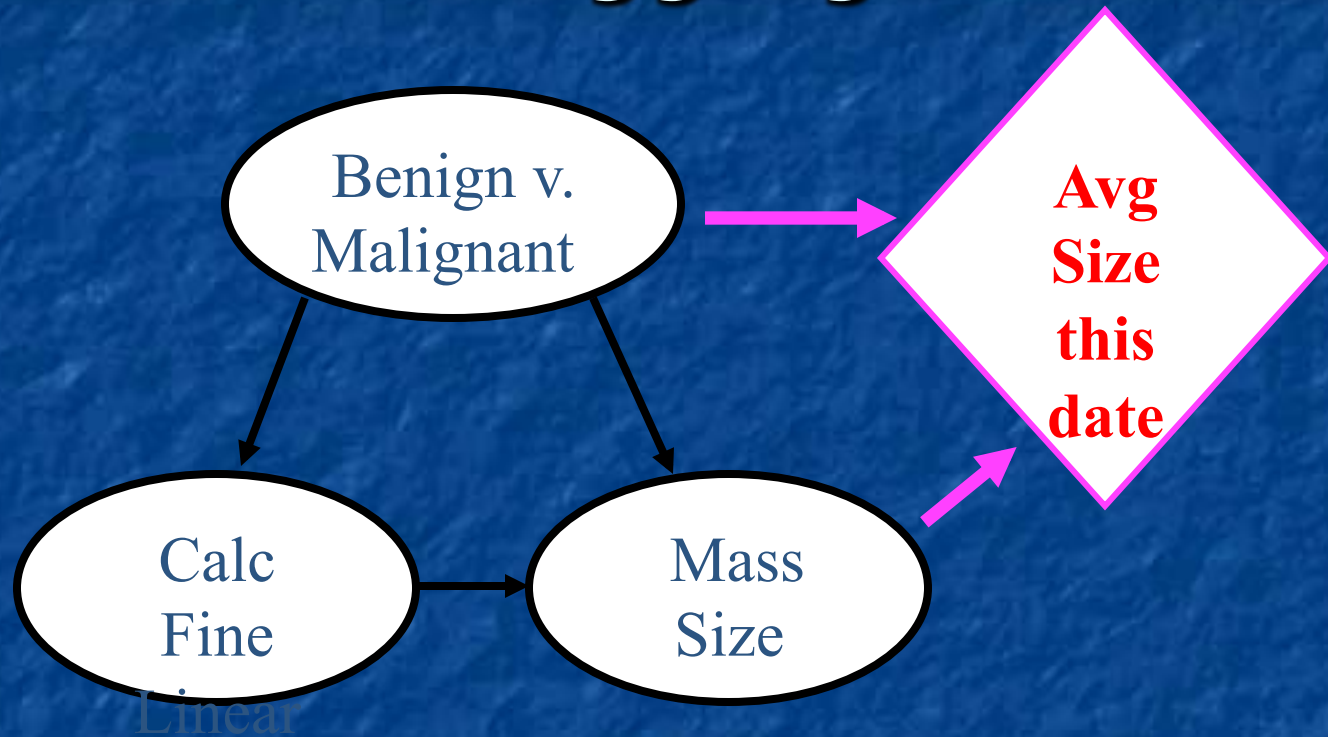 Benign v.
Malignant
Avg
Size
this
date
Calc
Fine
Linear
Mass
Size